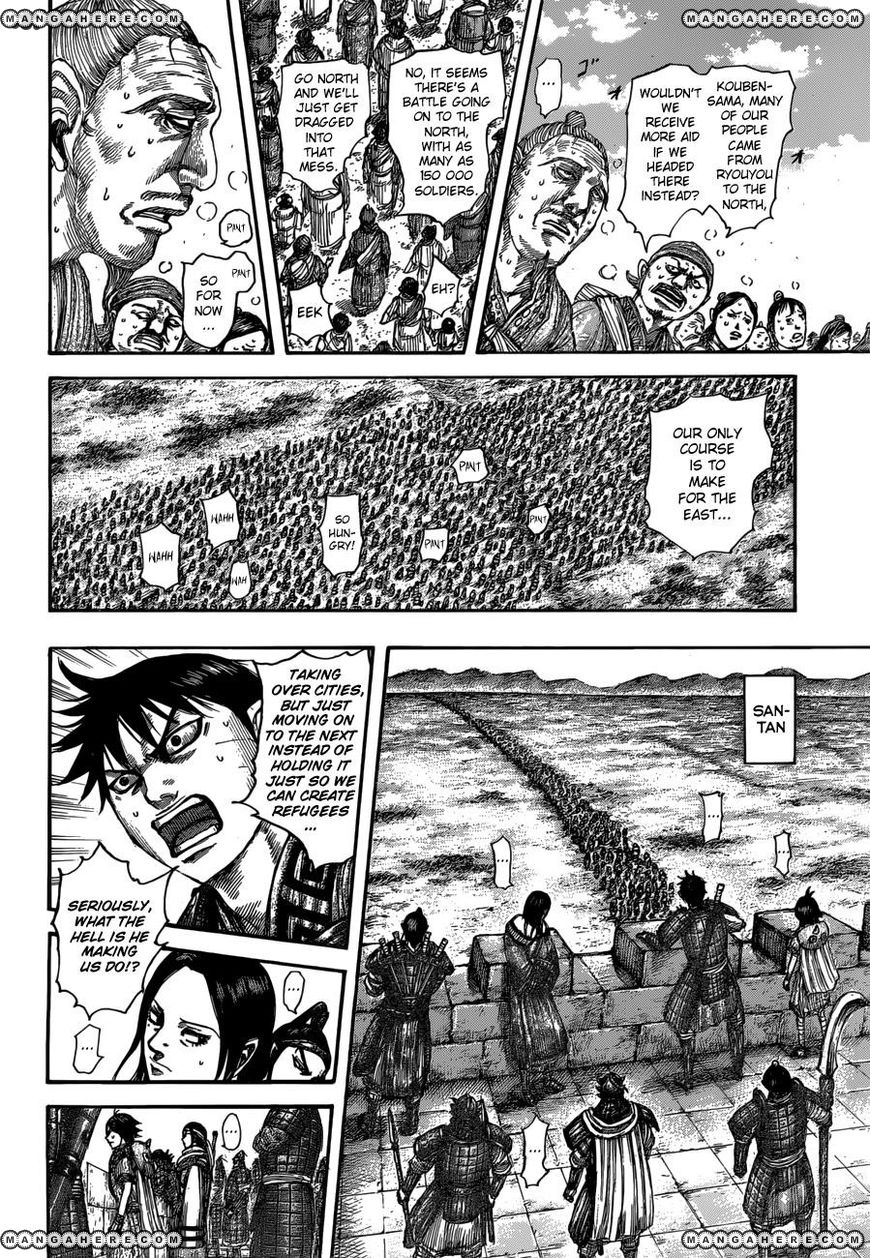 MANGAHERE.COM
MANGAHERE.COM
KOUBEN-
SAMA, MANY
OF OUR
PEOPLE
CAME
FROM
RYOUYOU
TO THE
NORTH,
WOULDN'T
WE
RECEIVE
MORE AID
IF WE
HEADED
THERE
INSTEAD?
...
NO, IT SEEMS
THERE'S A
BATTLE GOING
ON TO THE
NORTH,
WITH AS
MANY AS
150 000
SOLDIERS.
GO NORTH
AND WE'LL
JUST GET
DRAGGED
INTO
THAT
MESS.
EH?
EEK
PANT
PANT
PANT
SO
FOR
NOW
...
OUR ONLY
COURSE
IS TO
MAKE
FOR THE
EAST...
PANT
PANT
PANT
SO
HUN-
GRY!
WAHH
WAH
WAHH
SAN-
TAN
...
...
...
...
TAKING
OVER CITIES,
BUT JUST
MOVING ON
TO THE NEXT
INSTEAD OF
HOLDING IT
JUST SO WE
CAN CREATE
REFUGEES
...
SERIOUSLY,
WHAT THE
HELL IS HE
MAKING
US DO!?
...
...
...
MANGAHERE.COM
MANGAHERE.COM